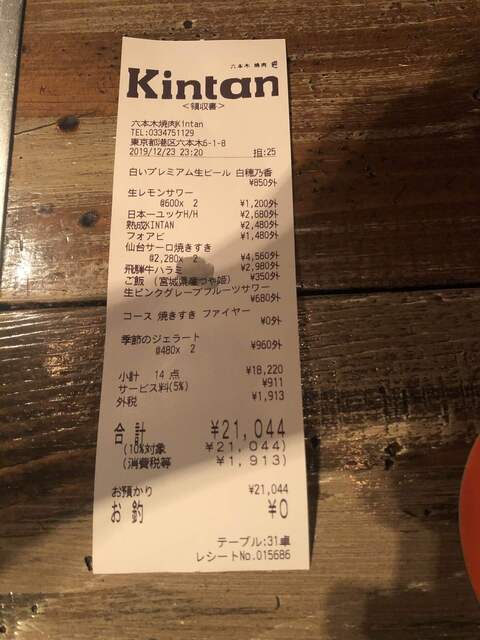 六本木 焼肉
Kintan
<領収書>
六本木焼肉Kintan
TEL:0334751129
東京都港区六本木6-1-8
2019/12/23 23:20 担:25
白いプレミアム生ビール 白穂乃香
¥850外
生レモンサワー
@600x 2 ¥1,200外
日本一ユッケH/H ¥2,680外
熟成KINTAN ¥2,480外
フォアビ ¥1,480外
仙台サーロ焼きすき
@2,280x 2 ¥4,560外
飛騨牛ハラミ ¥2,980外
ご飯 (宮城県産つや姫) ¥350外
生ピンクグレープフルーツサワー
¥680外
コース 焼きすき ファイヤー
¥0外
季節のジェラート
@480x 2 ¥960外
小計 14 点 ¥18,220
サービス料(5%) ¥911
外税 ¥1,913
合計 ¥21,044
(10%対象 ¥21,044)
(消費税等 ¥1,913)
お預かり ¥21,044
お釣 ¥0
テーブル:31卓
レシートNo.015686